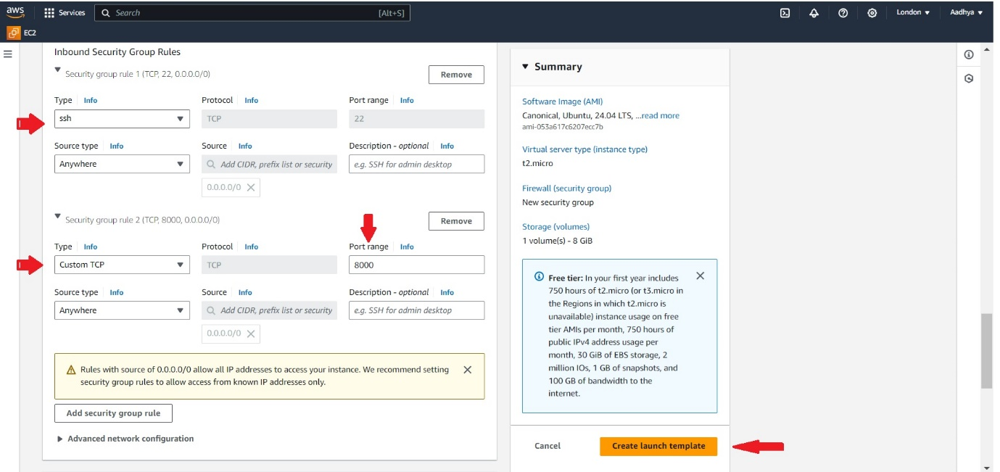 aws
Services
Search
[Alt+S]
London
Aadhya
EC2
Inbound Security Group Rules
Security group rule 1 (TCP, 22, 0.0.0.0/0)
Remove
Type Info
Protocol Info
Port range Info
ssh
TCP
22
Source type Info
Source Info
Description - optional Info
Anywhere
Add CIDR, prefix list or security
e.g. SSH for admin desktop
0.0.0.0/0
Security group rule 2 (TCP, 8000, 0.0.0.0/0)
Remove
Type Info
Protocol Info
Port range Info
Custom TCP
TCP
8000
Source type Info
Source Info
Description - optional Info
Anywhere
Add CIDR, prefix list or security
e.g. SSH for admin desktop
0.0.0.0/0
Rules with source of 0.0.0.0/0 allow all IP addresses to access your instance. We recommend setting
security group rules to allow access from known IP addresses only.
Add security group rule
Advanced network configuration
Summary
Software Image (AMI)
Canonical, Ubuntu, 24.04 LTS, ...read more
ami-053a617c6207ecc7b
Virtual server type (instance type)
t2.micro
Firewall (security group)
New security group
Storage (volumes)
1 volume(s) - 8 GiB
Free tier: In your first year includes
750 hours of t2.micro (or t3.micro in
the Regions in which t2.micro is
unavailable) instance usage on free
tier AMIs per month, 750 hours of
public IPv4 address usage per
month, 30 GiB of EBS storage, 2
million IOs, 1 GB of snapshots, and
100 GB of bandwidth to the
internet.
Cancel
Create launch template